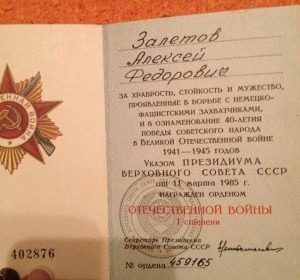 Залетов
Алексей
Федорович
ЗА ХРАБРОСТЬ, СТОЙКОСТЬ И МУЖЕСТВО,
ПРОЯВЛЕННЫЕ В БОРЬБЕ С НЕМЕЦКО-
ФАШИСТСКИМИ ЗАХВАТЧИКАМИ,
И В ОЗНАМЕНОВАНИЕ 40-ЛЕТИЯ
ПОБЕДЫ СОВЕТСКОГО НАРОДА
В ВЕЛИКОЙ ОТЕЧЕСТВЕННОЙ ВОЙНЕ
1941—1945 ГОДОВ
УКАЗОМ ПРЕЗИДИУМА
ВЕРХОВНОГО СОВЕТА СССР
от 11 марта 1985 г.
НАГРАЖДЕН ОРДЕНОМ
ОТЕЧЕСТВЕННОЙ ВОЙНЫ
I СТЕПЕНИ
Секретарь Президиума
Верховного Совета СССР
№ ордена 459165
402876